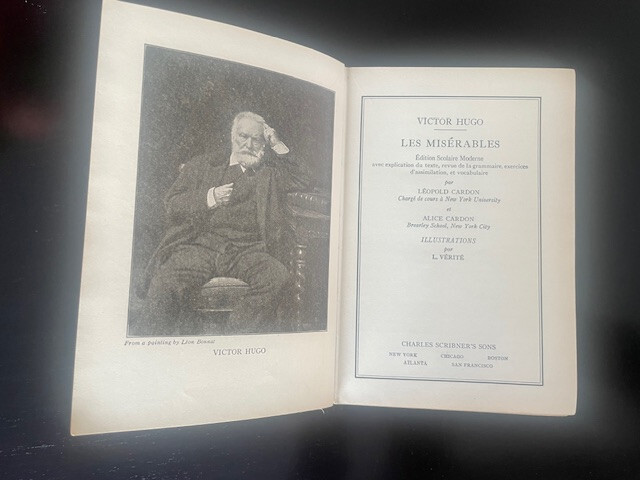 From a painting by Léon Bonnat
VICTOR HUGO
VICTOR HUGO
LES MISÉRABLES
Édition Scolaire Moderne
avec explication du texte, revue de la grammaire, exercices
d'assimilation, et vocabulaire
par
LÉOPOLD CARDON
Chargé de cours à New York University
et
ALICE CARDON
Brearley School, New York City
ILLUSTRATIONS
par
L. VÉRITÉ
CHARLES SCRIBNER'S SONS
NEW YORK CHICAGO BOSTON
ATLANTA SAN FRANCISCO